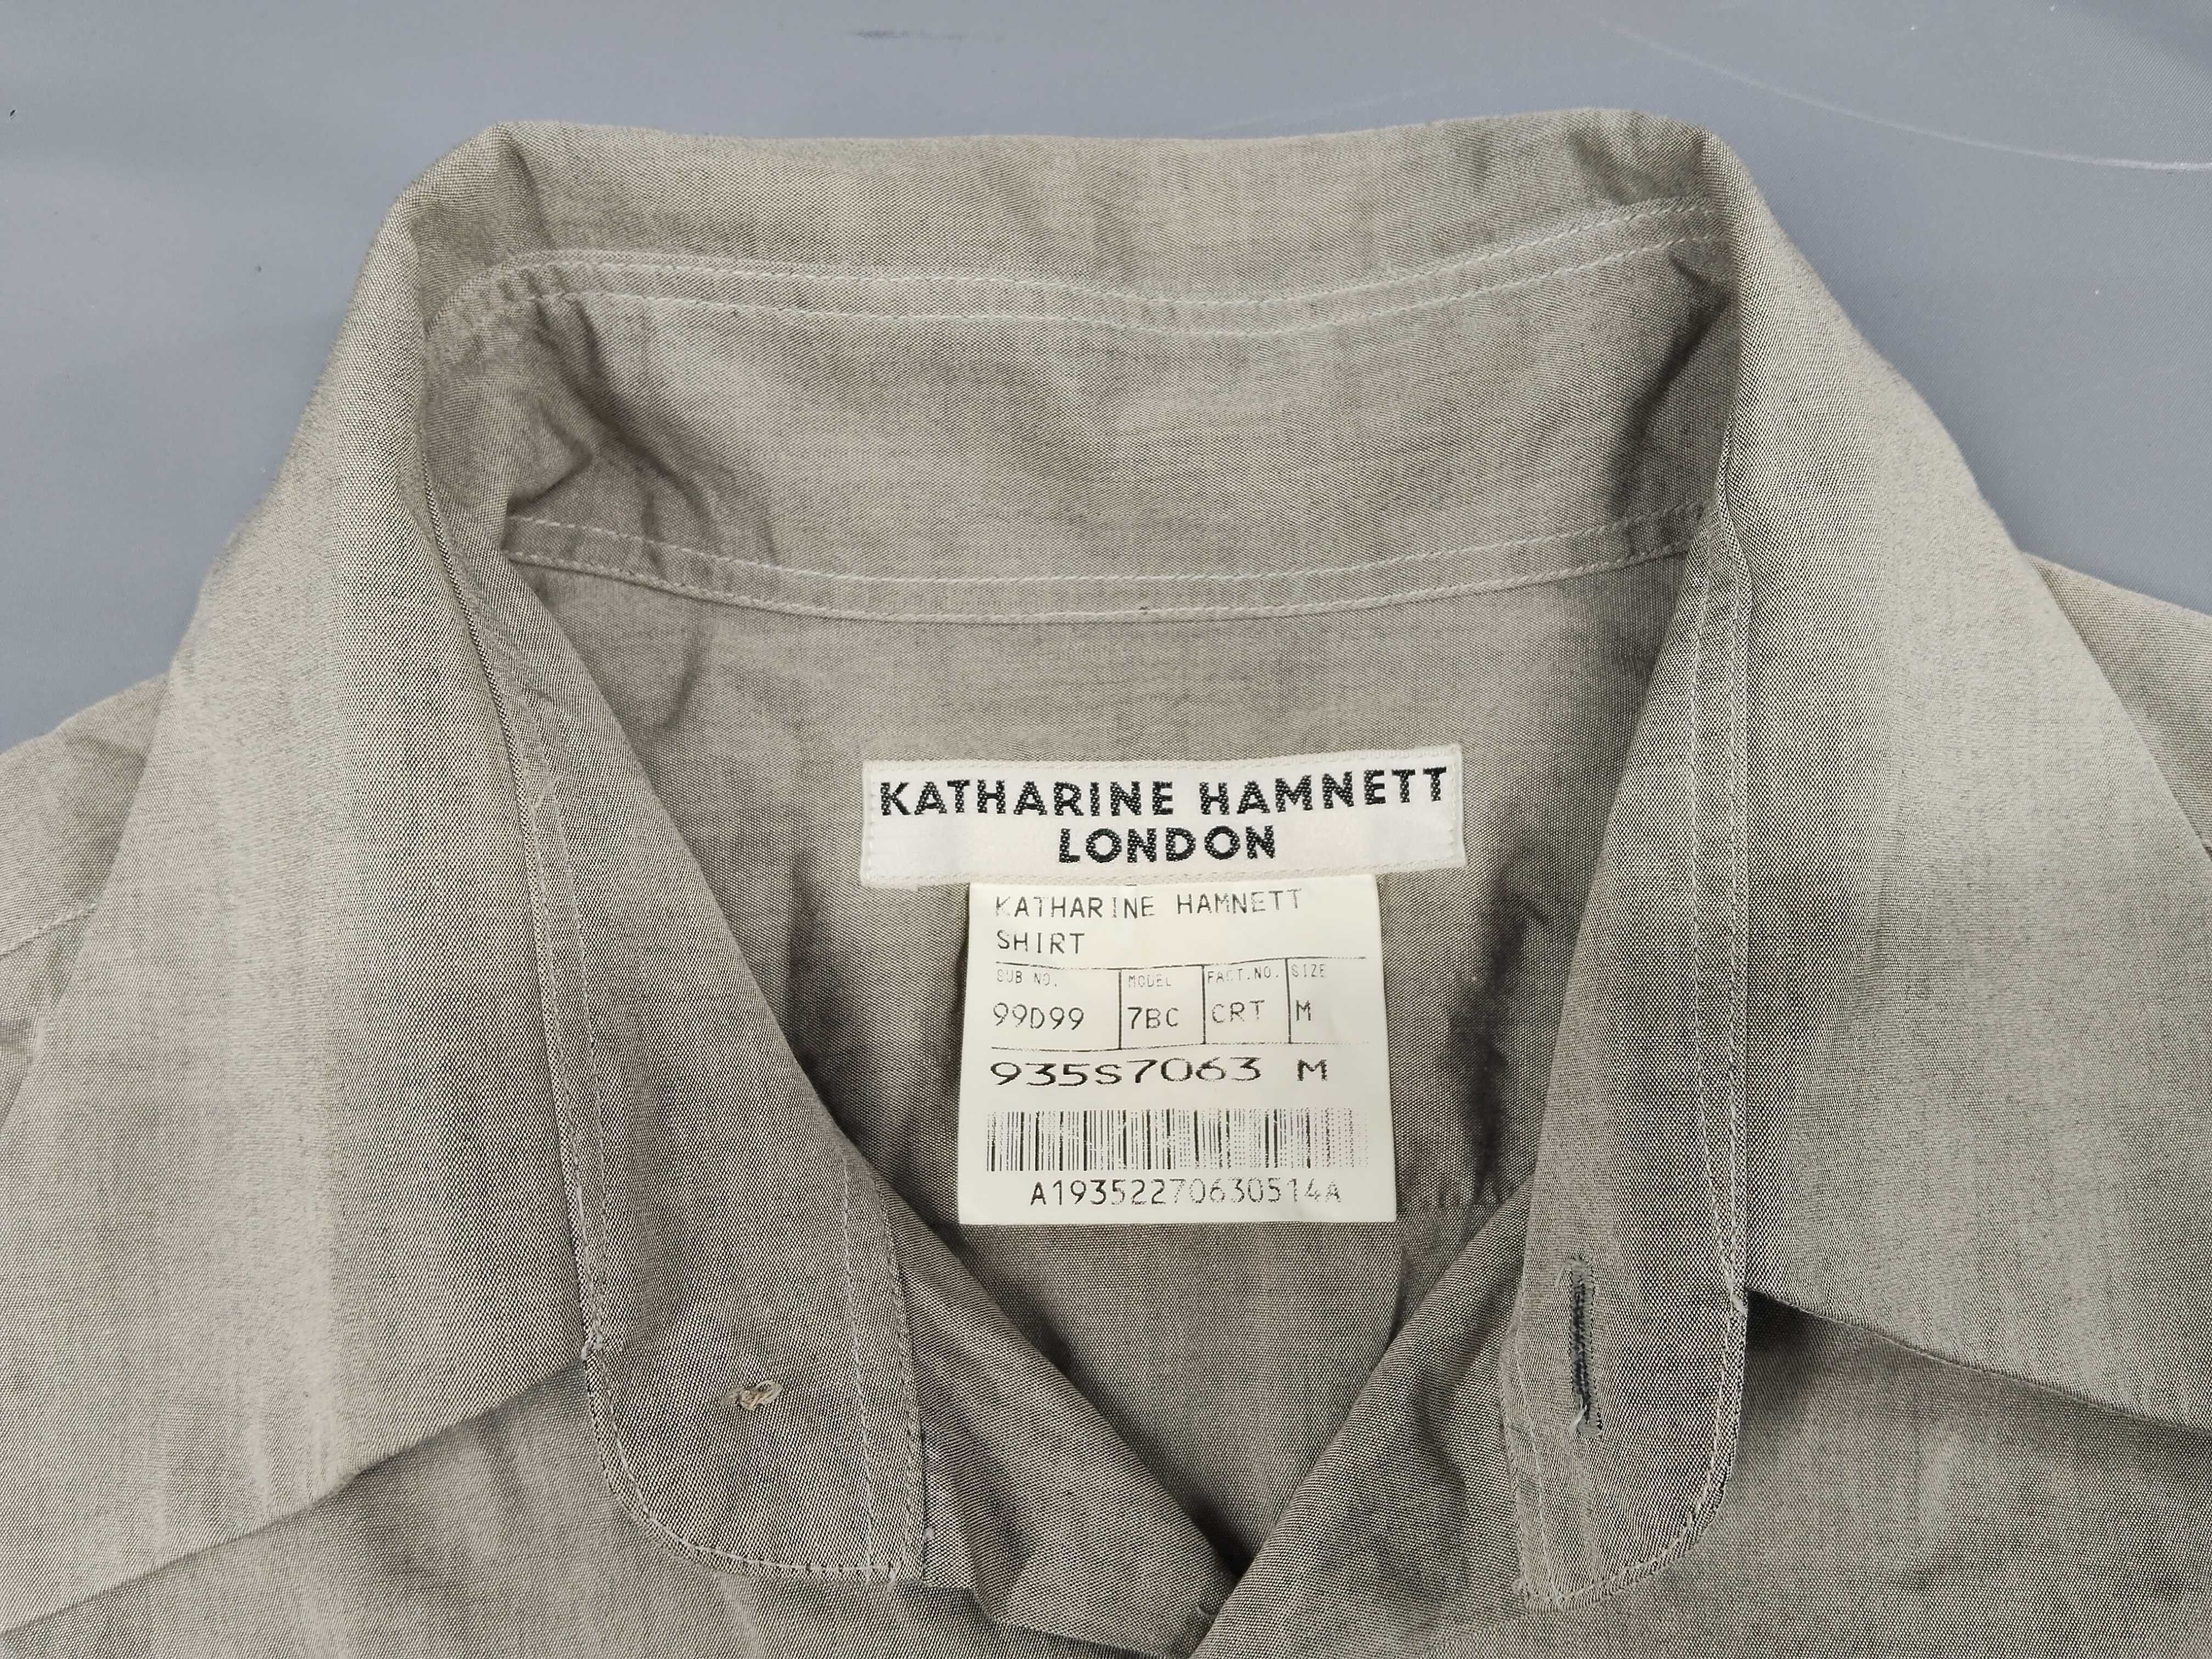 KATHARINE HAMNETT
LONDON
KATHARINE HAMNETT
SHIRT
SUB NO. MODEL FACT.NO. SIZE
99D99 7BC CRT M
935S7063 M
A19352270630514A